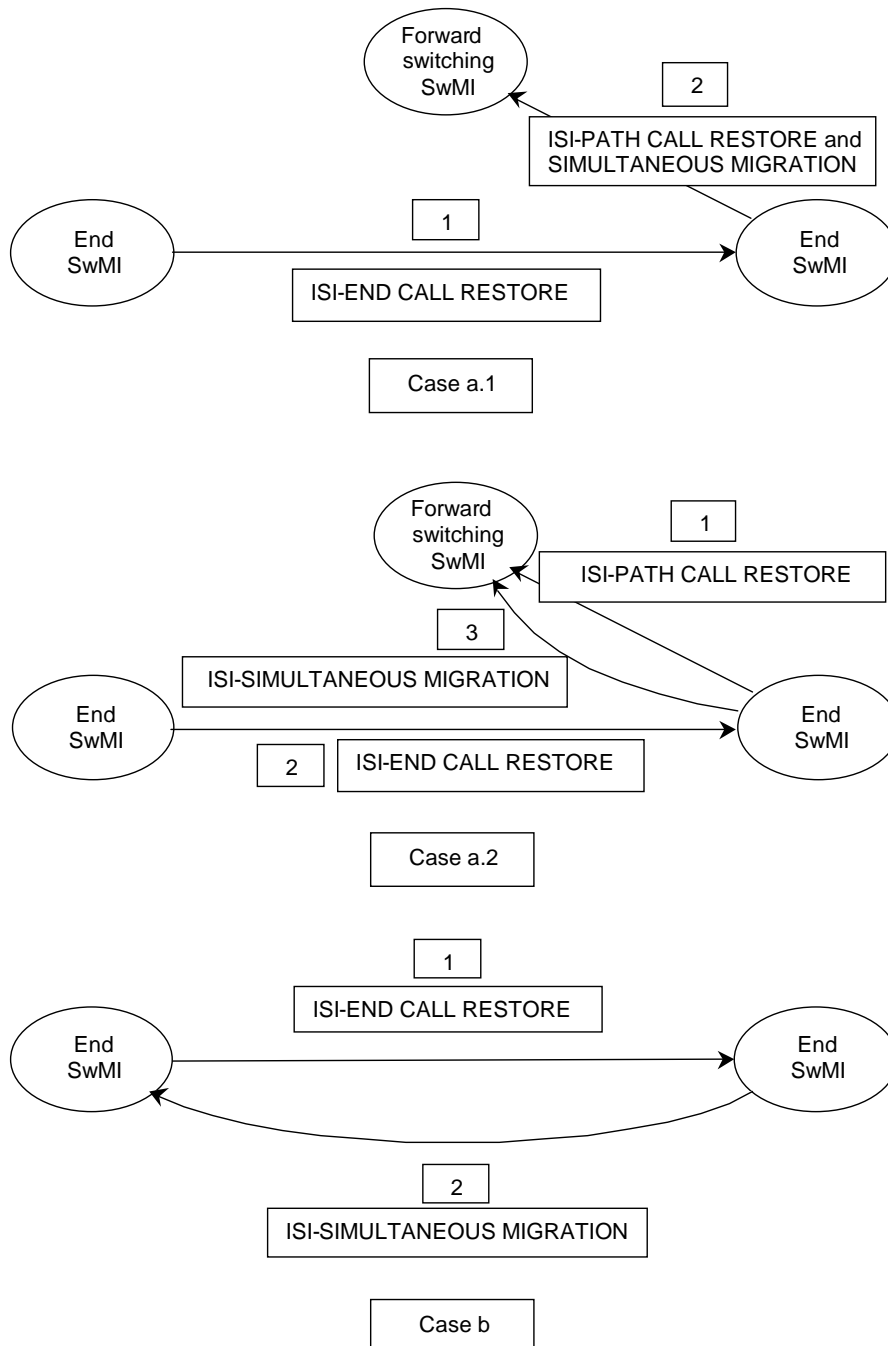 Forward
switching
SwMI
2
ISI-PATH CALL RESTORE and
SIMULTANEOUS MIGRATION
1
End
SwMI
End
SwMI
ISI-END CALL RESTORE
Case a.1
Forward
switching
SwMI
1
ISI-PATH CALL RESTORE
3
ISI-SIMULTANEOUS MIGRATION
End
SwMI
End
SwMI
2
ISI-END CALL RESTORE
Case a.2
1
ISI-END CALL RESTORE
End
SwMI
End
SwMI
2
ISI-SIMULTANEOUS MIGRATION
Case b